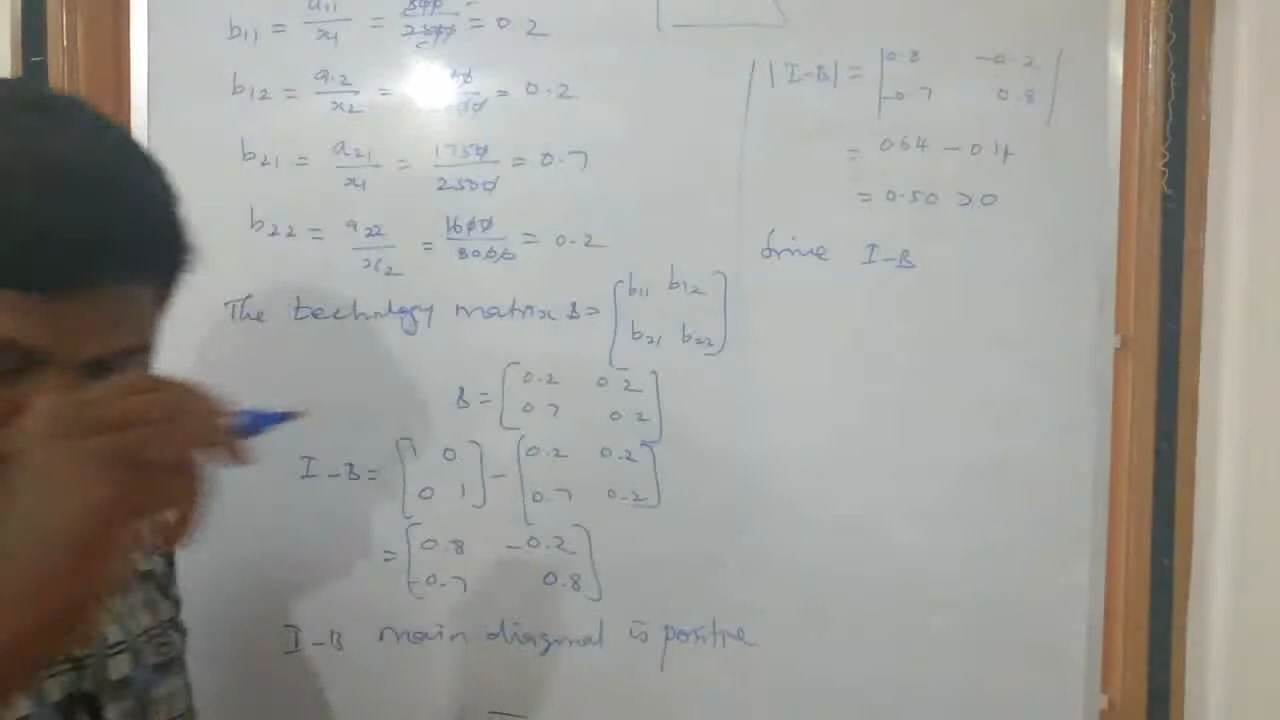 b11 = a11/x1 = 500/2500 = 0.2
b12 = a12/x2 = = 0.2
b21 = a21/x1 = 1750/2500 = 0.7
b22 = a22/x2 = 1600/8000 = 0.2
The technology matrix B = [b11 b12
b21 b22]
B = [0.2 0.2
0.7 0.2]
I-B = [1 0
0 1] - [0.2 0.2
0.7 0.2]
= [0.8 -0.2
-0.7 0.8]
I-B main diagonal is positive
|I-B| = |0.8 -0.2
-0.7 0.8|
= 0.64 - 0.14
= 0.50 >0
I-B